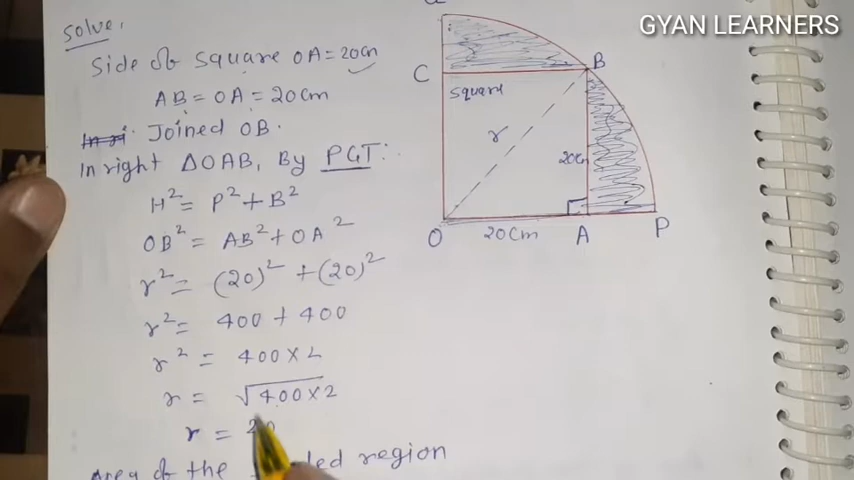 Solve.
GYAN LEARNERS
Side of square OA = 20cm
AB = OA = 20cm
Joined OB.
In right ΔOAB, By PGT:
H² = P² + B²
OB² = AB² + OA²
r² = (20)² + (20)²
r² = 400 + 400
r² = 400 × 2
r = √400×2
r = 20
Area of the region
C
B
square
r
20cm
O
20cm
A
P